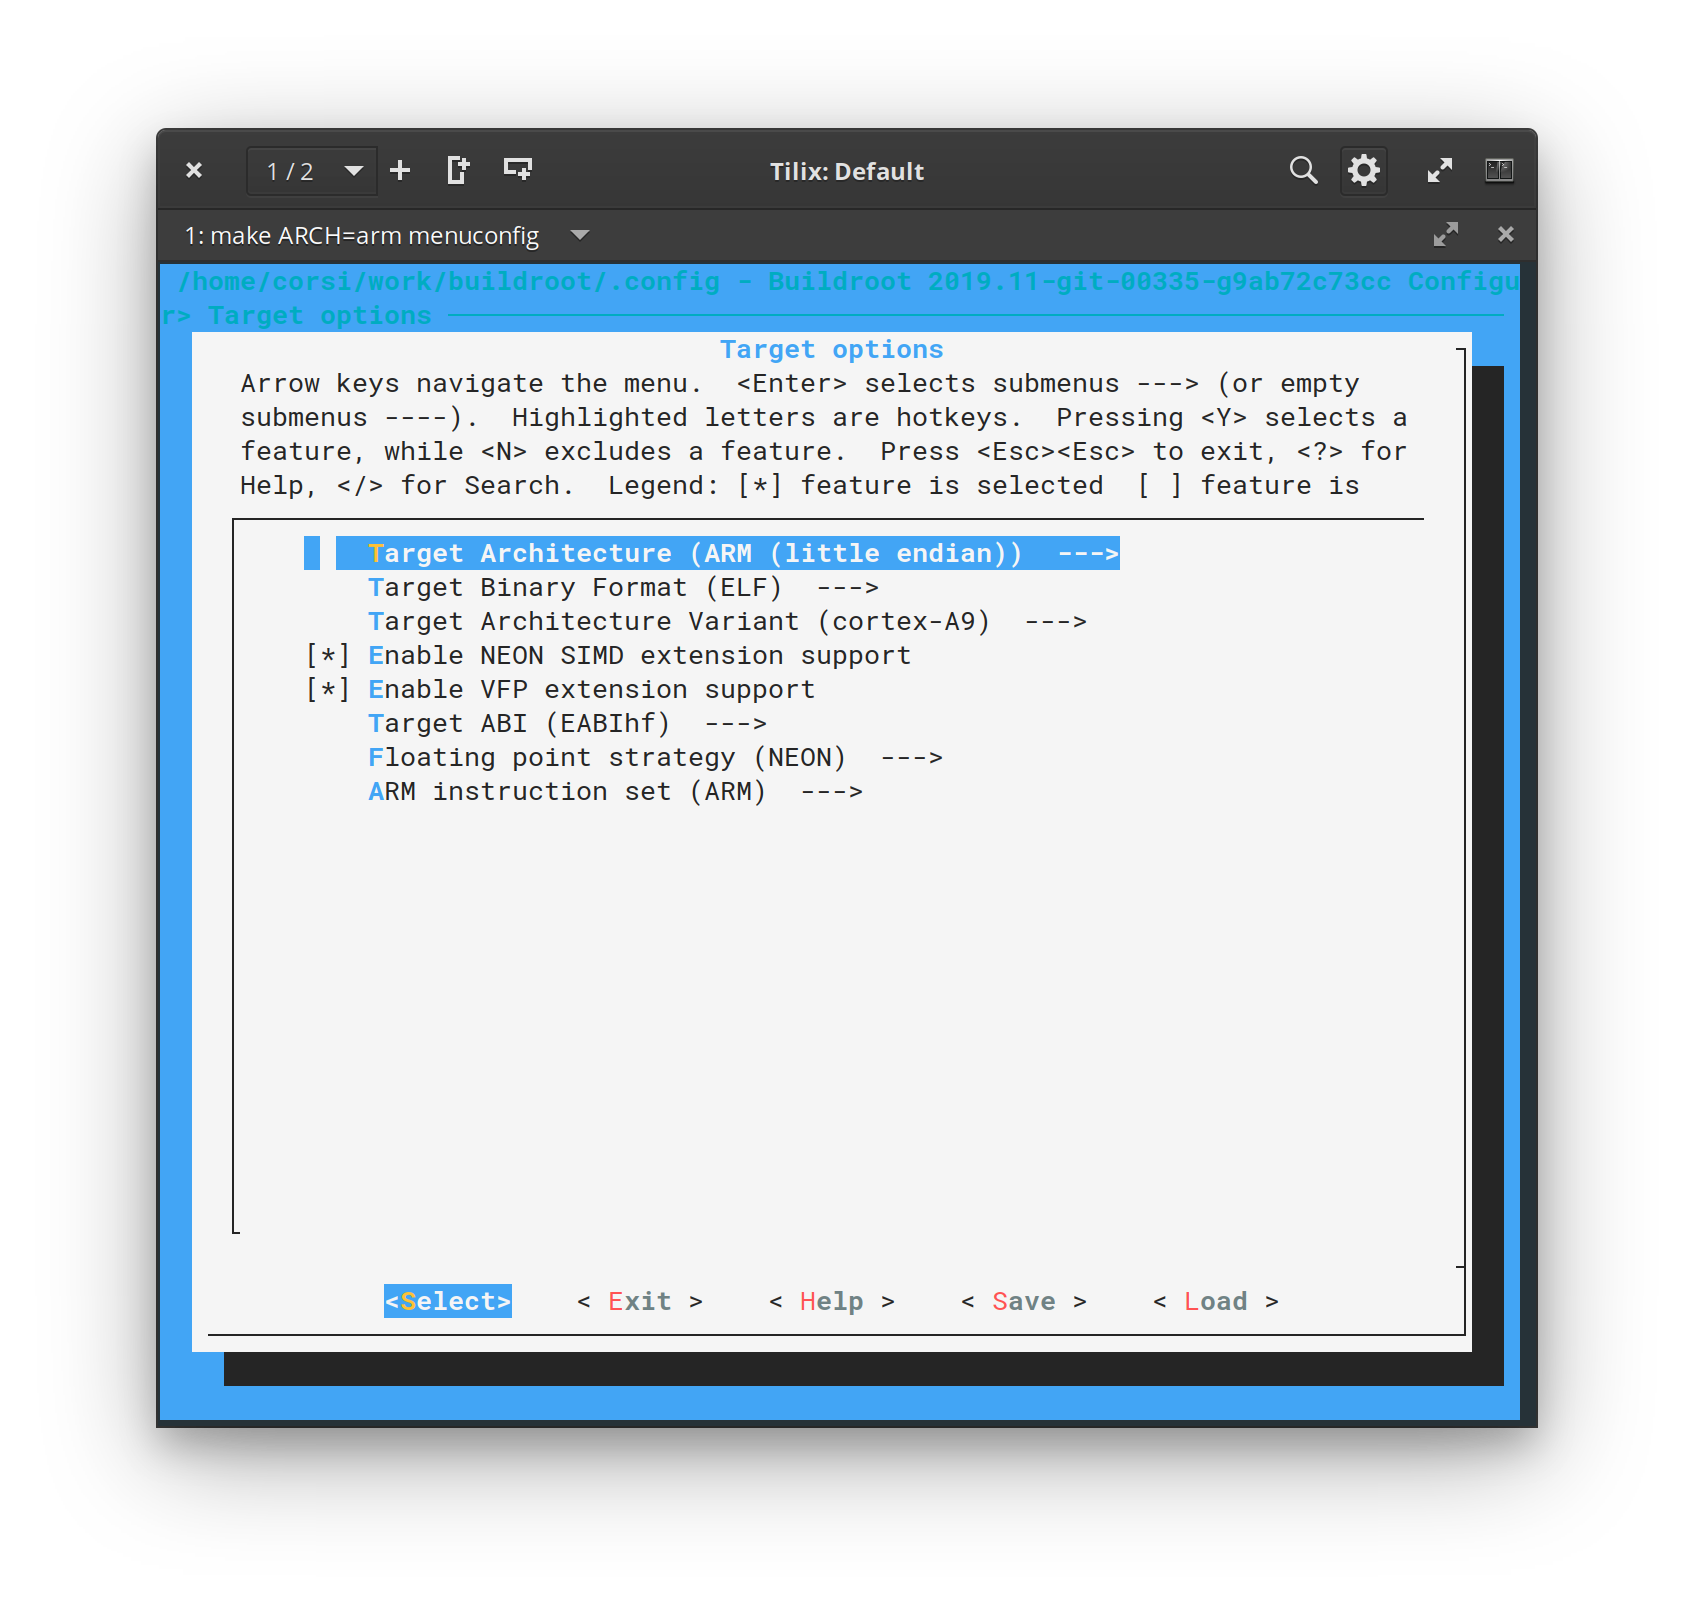 1 / 2
Tilix: Default
1: make ARCH=arm menuconfig
/home/corsi/work/buildroot/.config - Buildroot 2019.11-git-00335-g9ab72c73cc Configu
r> Target options
Target options
Arrow keys navigate the menu.  <Enter> selects submenus ---> (or empty
submenus ----).  Highlighted letters are hotkeys.  Pressing <Y> selects a
feature, while <N> excludes a feature.  Press <Esc><Esc> to exit, <?> for
Help, </> for Search.  Legend: [*] feature is selected  [ ] feature is
Target Architecture (ARM (little endian))  --->
Target Binary Format (ELF)  --->
Target Architecture Variant (cortex-A9)  --->
[*] Enable NEON SIMD extension support
[*] Enable VFP extension support
Target ABI (EABIhf)  --->
Floating point strategy (NEON)  --->
ARM instruction set (ARM)  --->
<Select>    < Exit >    < Help >    < Save >    < Load >